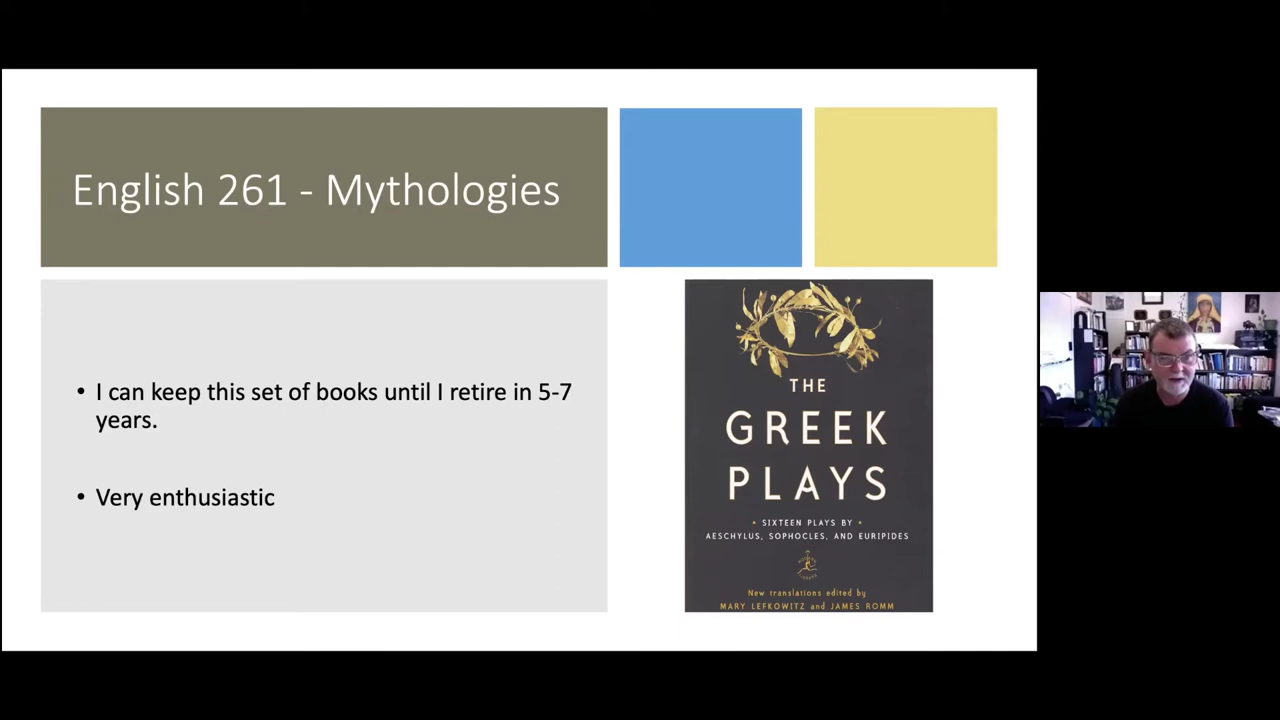 English 261 - Mythologies
• I can keep this set of books until I retire in 5-7
years.
• Very enthusiastic
THE
GREEK
PLAYS
• SIXTEEN PLAYS BY •
AESCHYLUS, SOPHOCLES, AND EURIPIDES
New translations edited by
MARY LEFKOWITZ and JAMES ROMM